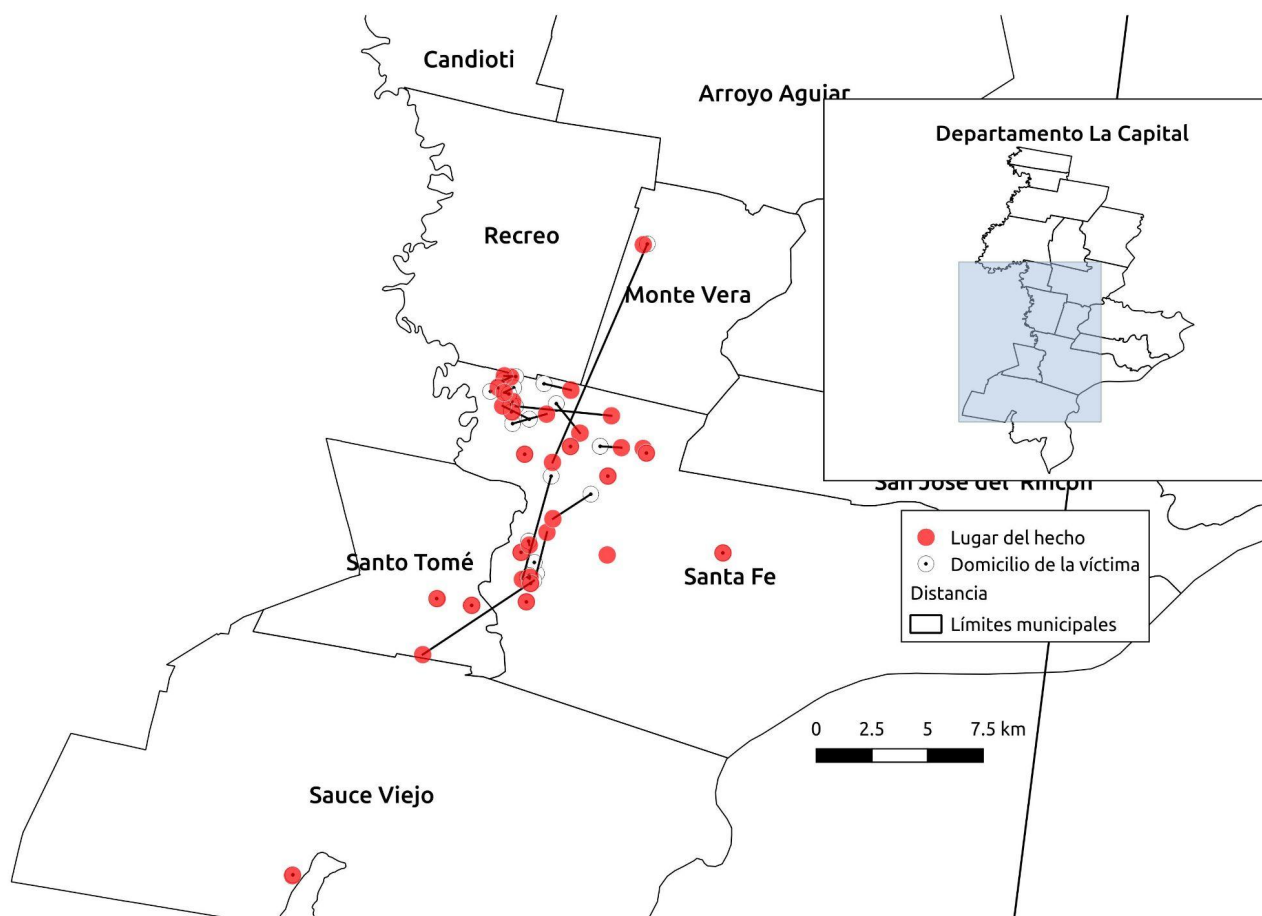 Candioti
Arroyo Aguiar
Departamento La Capital
Recreo
Monte Vera
San José del Rincón
Lugar del hecho
Domicilio de la víctima
Distancia
Límites municipales
Santo Tomé
Santa Fe
0 2.5 5 7.5 km
Sauce Viejo